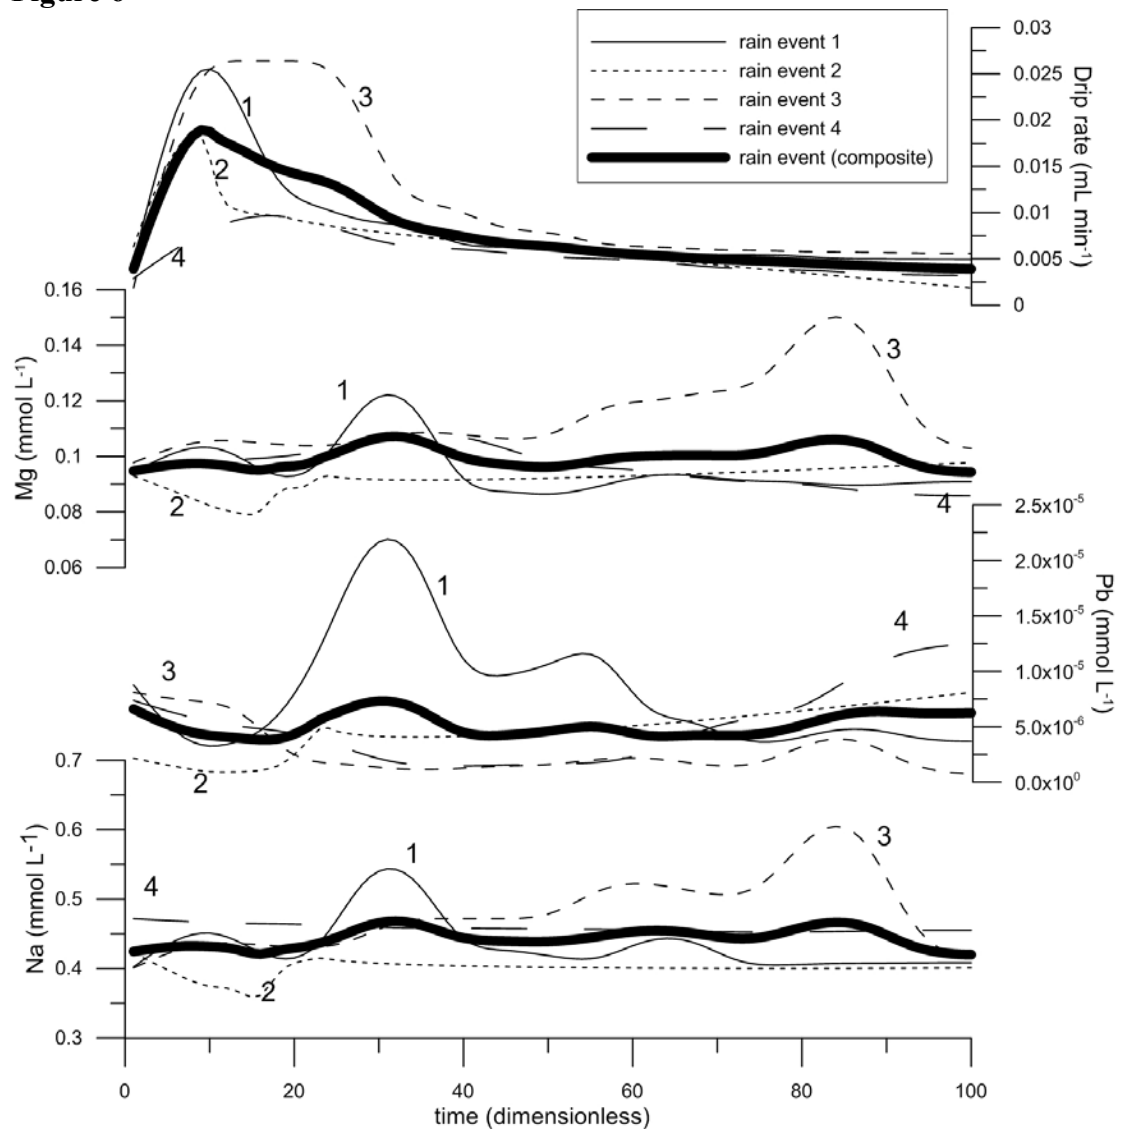 rain event 1
rain event 2
rain event 3
rain event 4
rain event (composite)
0.03
0.025
0.02
0.015
0.01
0.005
0
Drip rate (mL min⁻¹)
1
2
3
4
0.16
0.14
0.12
0.1
0.08
0.06
Mg (mmol L⁻¹)
1
2
3
4
2.5x10⁻⁵
2.0x10⁻⁵
1.5x10⁻⁵
1.0x10⁻⁵
5.0x10⁻⁶
0.0x10⁰
Pb (mmol L⁻¹)
1
2
3
4
0.7
0.6
0.5
0.4
0.3
Na (mmol L⁻¹)
1
2
3
4
0 20 40 60 80 100
time (dimensionless)